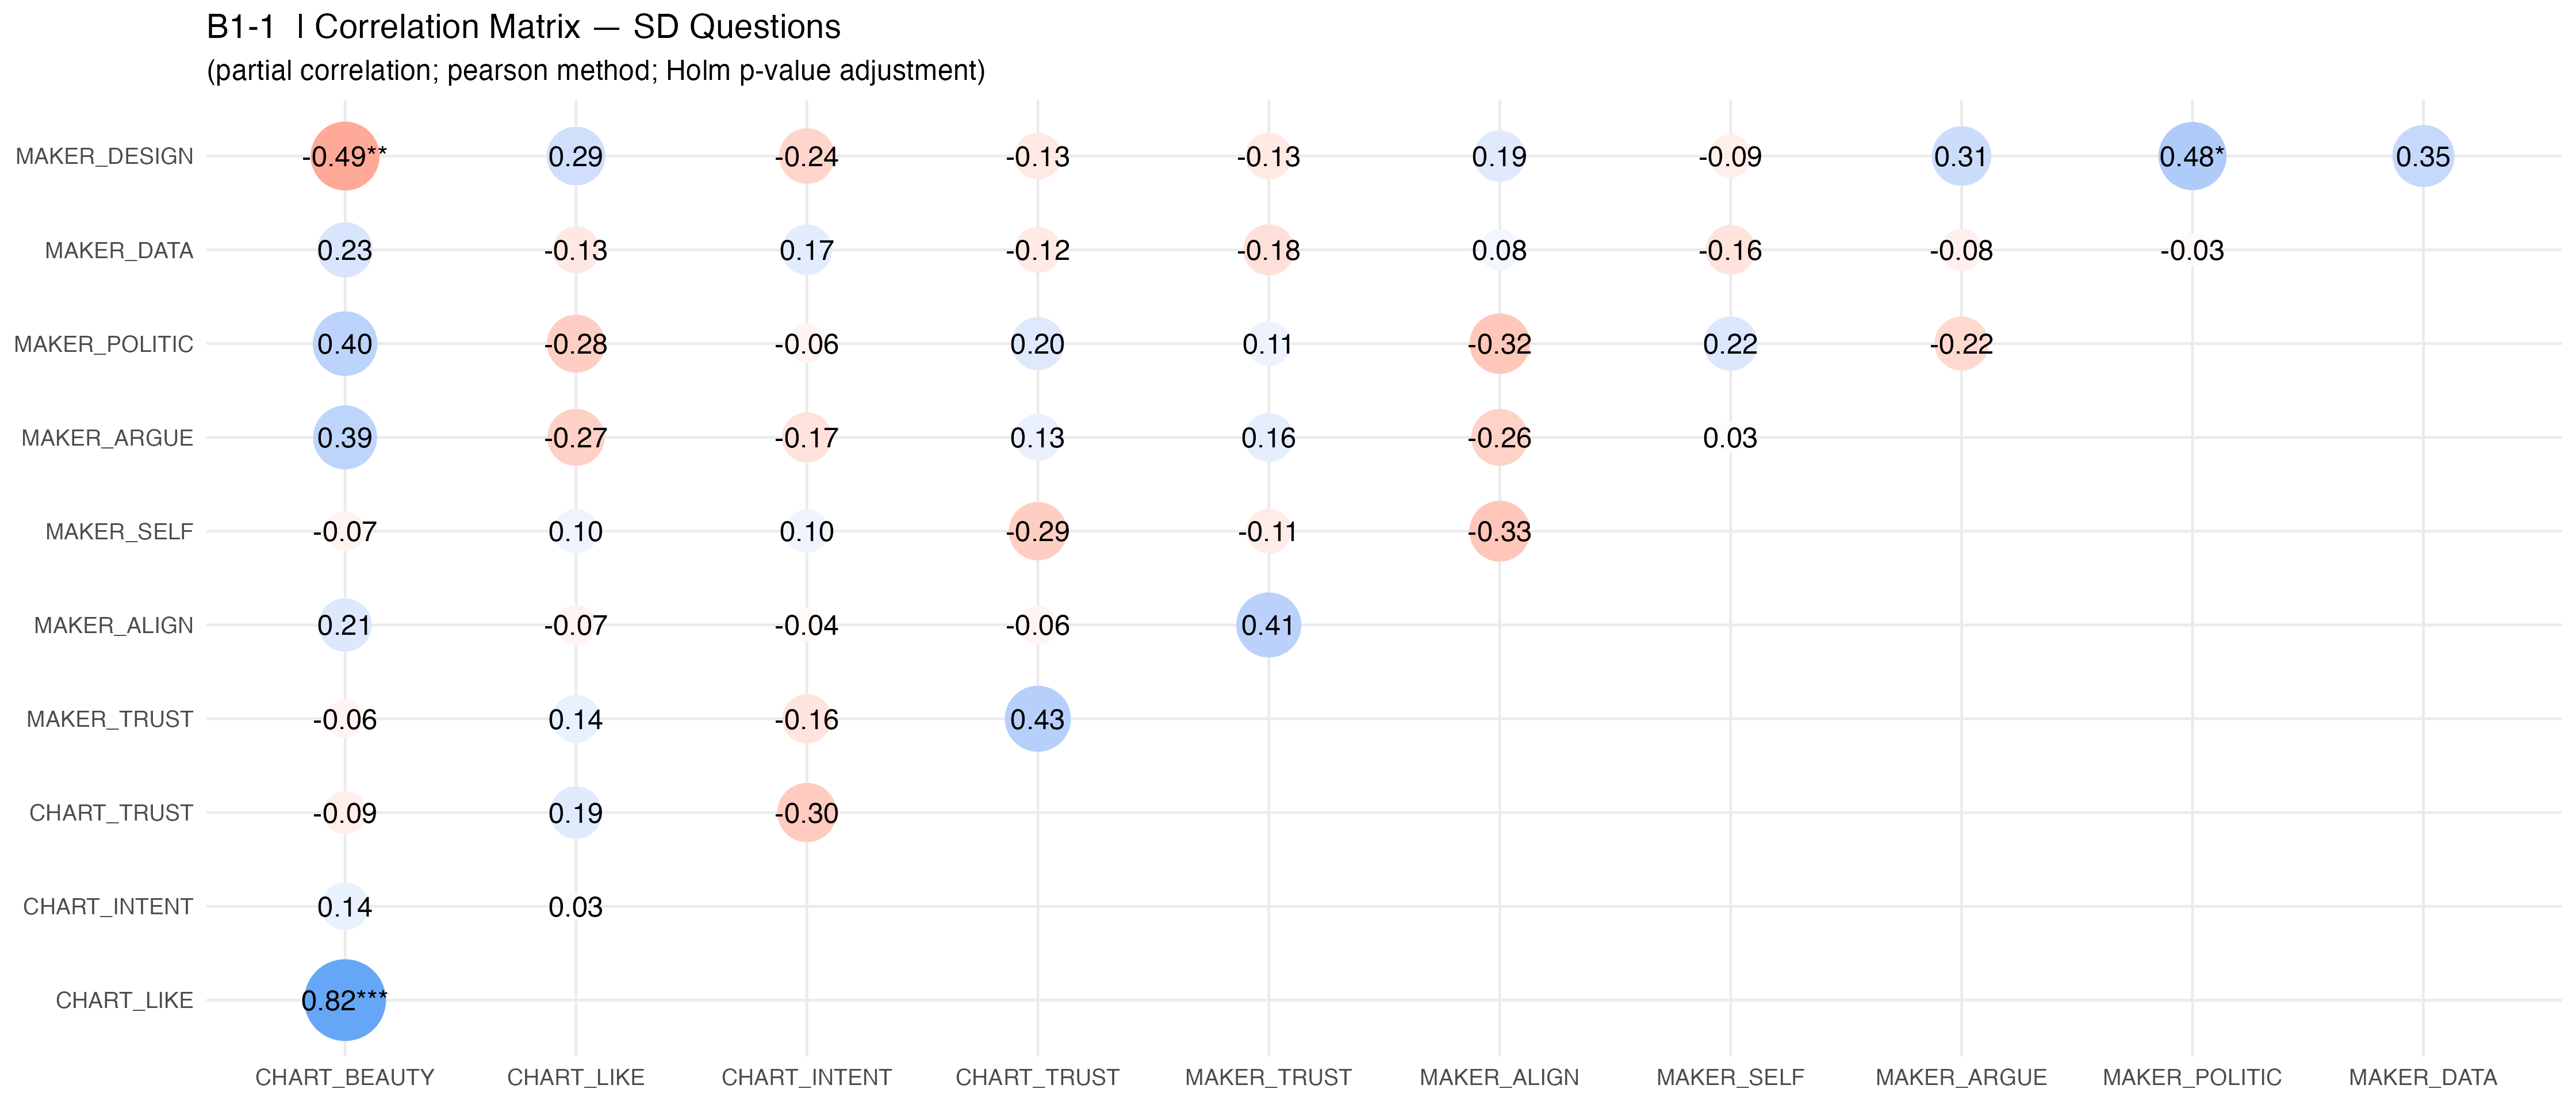 B1-1 | Correlation Matrix — SD Questions
(partial correlation; pearson method; Holm p-value adjustment)
MAKER_DESIGN -0.49** 0.29 -0.24 -0.13 -0.13 0.19 -0.09 0.31 0.48* 0.35
MAKER_DATA 0.23 -0.13 0.17 -0.12 -0.18 0.08 -0.16 -0.08 -0.03
MAKER_POLITIC 0.40 -0.28 -0.06 0.20 0.11 -0.32 0.22 -0.22
MAKER_ARGUE 0.39 -0.27 -0.17 0.13 0.16 -0.26 0.03
MAKER_SELF -0.07 0.10 0.10 -0.29 -0.11 -0.33
MAKER_ALIGN 0.21 -0.07 -0.04 -0.06 0.41
MAKER_TRUST -0.06 0.14 -0.16 0.43
CHART_TRUST -0.09 0.19 -0.30
CHART_INTENT 0.14 0.03
CHART_LIKE 0.82***
CHART_BEAUTY CHART_LIKE CHART_INTENT CHART_TRUST MAKER_TRUST MAKER_ALIGN MAKER_SELF MAKER_ARGUE MAKER_POLITIC MAKER_DATA